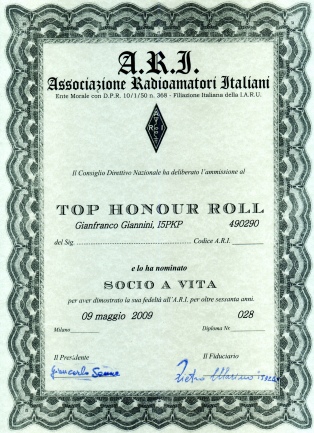 A.R.I.
Associazione Radioamatori Italiani
Ente Morale con D.P.R. 10/1/50 n. 368 - Filiazione Italiana della I.A.R.U.
A
R I
Il Consiglio Direttivo Nazionale ha deliberato l'ammissione al
TOP HONOUR ROLL
Gianfranco Giannini, I5PKP 490290
del Sig. Codice A.R.I.
e lo ha nominato
SOCIO A VITA
per aver dimostrato la sua fedeltà all'A.R.I. per oltre sessanta anni.
09 maggio 2009 028
Milano Diploma Nr.
Il Presidente Il Fiduciario
Giancarlo